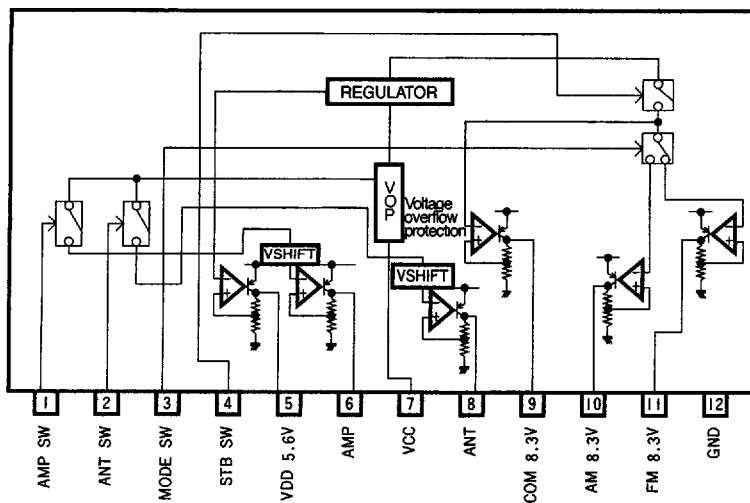 REGULATOR
VOP
Voltage
overflow
protection
VSHIFT
VSHIFT
- +
- +
- +
- +
- +
- +
1 2 3 4 5 6 7 8 9 10 11 12
AMP SW
ANT SW
MODE SW
STB SW
VDD 5.6V
AMP
VCC
ANT
COM 8.3V
AM 8.3V
FM 8.3V
GND